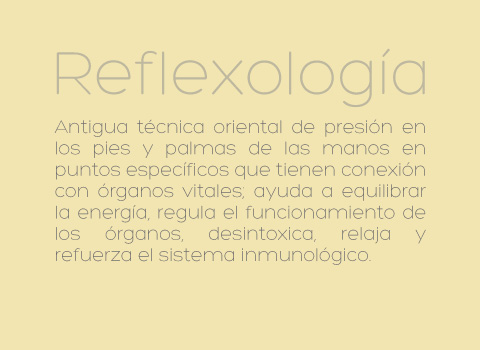 Reflexología
Antigua técnica oriental de presión en
los pies y palmas de las manos en
puntos específicos que tienen conexión
con órganos vitales; ayuda a equilibrar
la energía, regula el funcionamiento de
los órganos, desintoxica, relaja y
refuerza el sistema inmunológico.